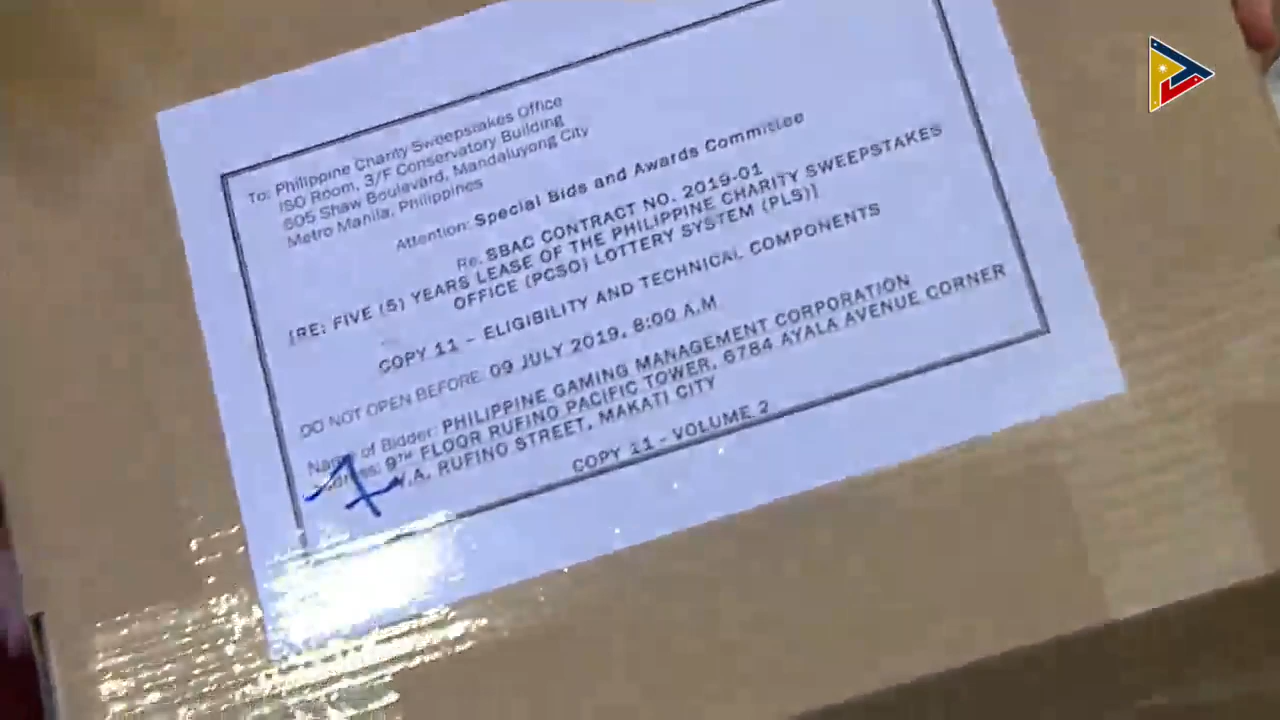 To: Philippine Charity Sweepstakes Office
ISO Room, 3/F Conservatory Building
605 Shaw Boulevard, Mandaluyong City
Metro Manila, Philippines
Attention: Special Bids and Awards Committee
Re: SBAC CONTRACT NO. 2019-01
[RE: FIVE (5) YEARS LEASE OF THE PHILIPPINE CHARITY SWEEPSTAKES
OFFICE (PCSO) LOTTERY SYSTEM (PLS)]
COPY 11 – ELIGIBILITY AND TECHNICAL COMPONENTS
DO NOT OPEN BEFORE: 09 JULY 2019, 8:00 A.M
Name of Bidder: PHILIPPINE GAMING MANAGEMENT CORPORATION
Address: 9TH FLOOR RUFINO PACIFIC TOWER, 6784 AYALA AVENUE CORNER
V.A. RUFINO STREET, MAKATI CITY
COPY 11 - VOLUME 2